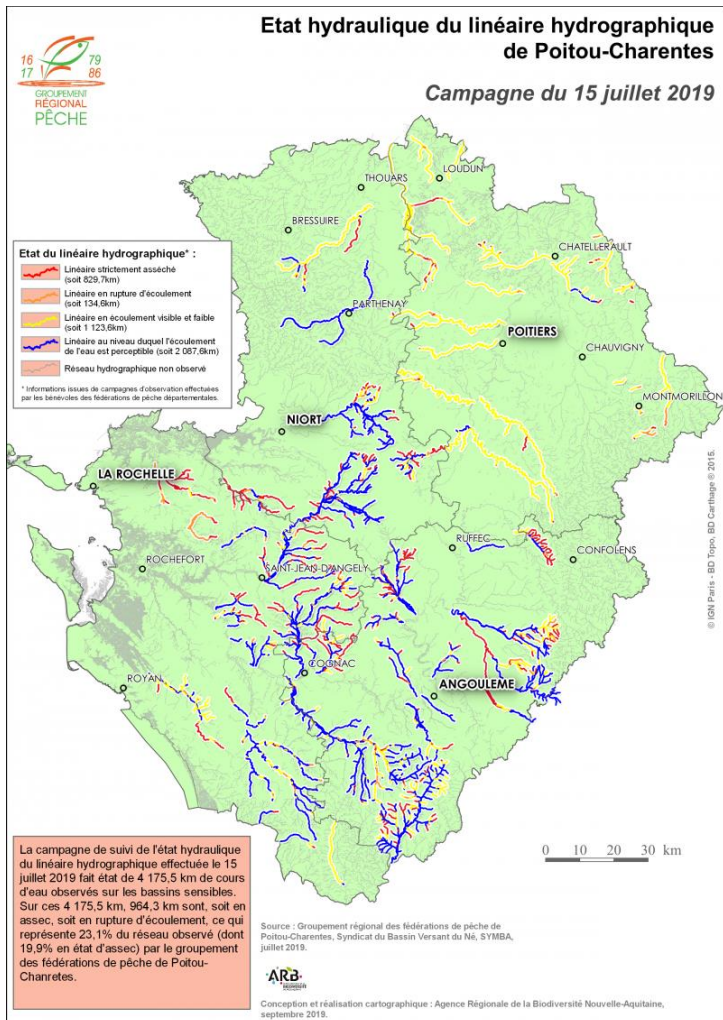 Etat hydraulique du linéaire hydrographique
de Poitou-Charentes
Campagne du 15 juillet 2019
16 79
17 86
GROUPEMENT
RÉGIONAL
PÊCHE
THOUARS
LOUDUN
BRESSUIRE
CHATELLERAULT
Etat du linéaire hydrographique* :
Linéaire strictement asséché
(soit 829,7km)
Linéaire en rupture d'écoulement
(soit 134,6km)
Linéaire en écoulement visible et faible
(soit 1 123,6km)
Linéaire au niveau duquel l'écoulement
de l'eau est perceptible (soit 2 087,6km)
Réseau hydrographique non observé
* Informations issues de campagnes d'observation effectuées
par les bénévoles des fédérations de pêche départementales.
PARTHENAY
POITIERS
CHAUVIGNY
MONTMORILLON
NIORT
LA ROCHELLE
RUFFEC
CONFOLENS
ROCHEFORT
SAINT-JEAN-D'ANGELY
COGNAC
ROYAN
ANGOULEME
© IGN Paris - BD Topo, BD Carthage ® 2015.
0 10 20 30 km
La campagne de suivi de l'état hydraulique
du linéaire hydrographique effectuée le 15
juillet 2019 fait état de 4 175,5 km de cours
d'eau observés sur les bassins sensibles.
Sur ces 4 175,5 km, 964,3 km sont, soit en
assec, soit en rupture d'écoulement, ce qui
représente 23,1% du réseau observé (dont
19,9% en état d'assec) par le groupement
des fédérations de pêche de Poitou-
Chanretes.
Source : Groupement régional des fédérations de pêche de
Poitou-Charentes, Syndicat du Bassin Versant du Né, SYMBA,
juillet 2019.
ARB
Conception et réalisation cartographique : Agence Régionale de la Biodiversité Nouvelle-Aquitaine,
septembre 2019.